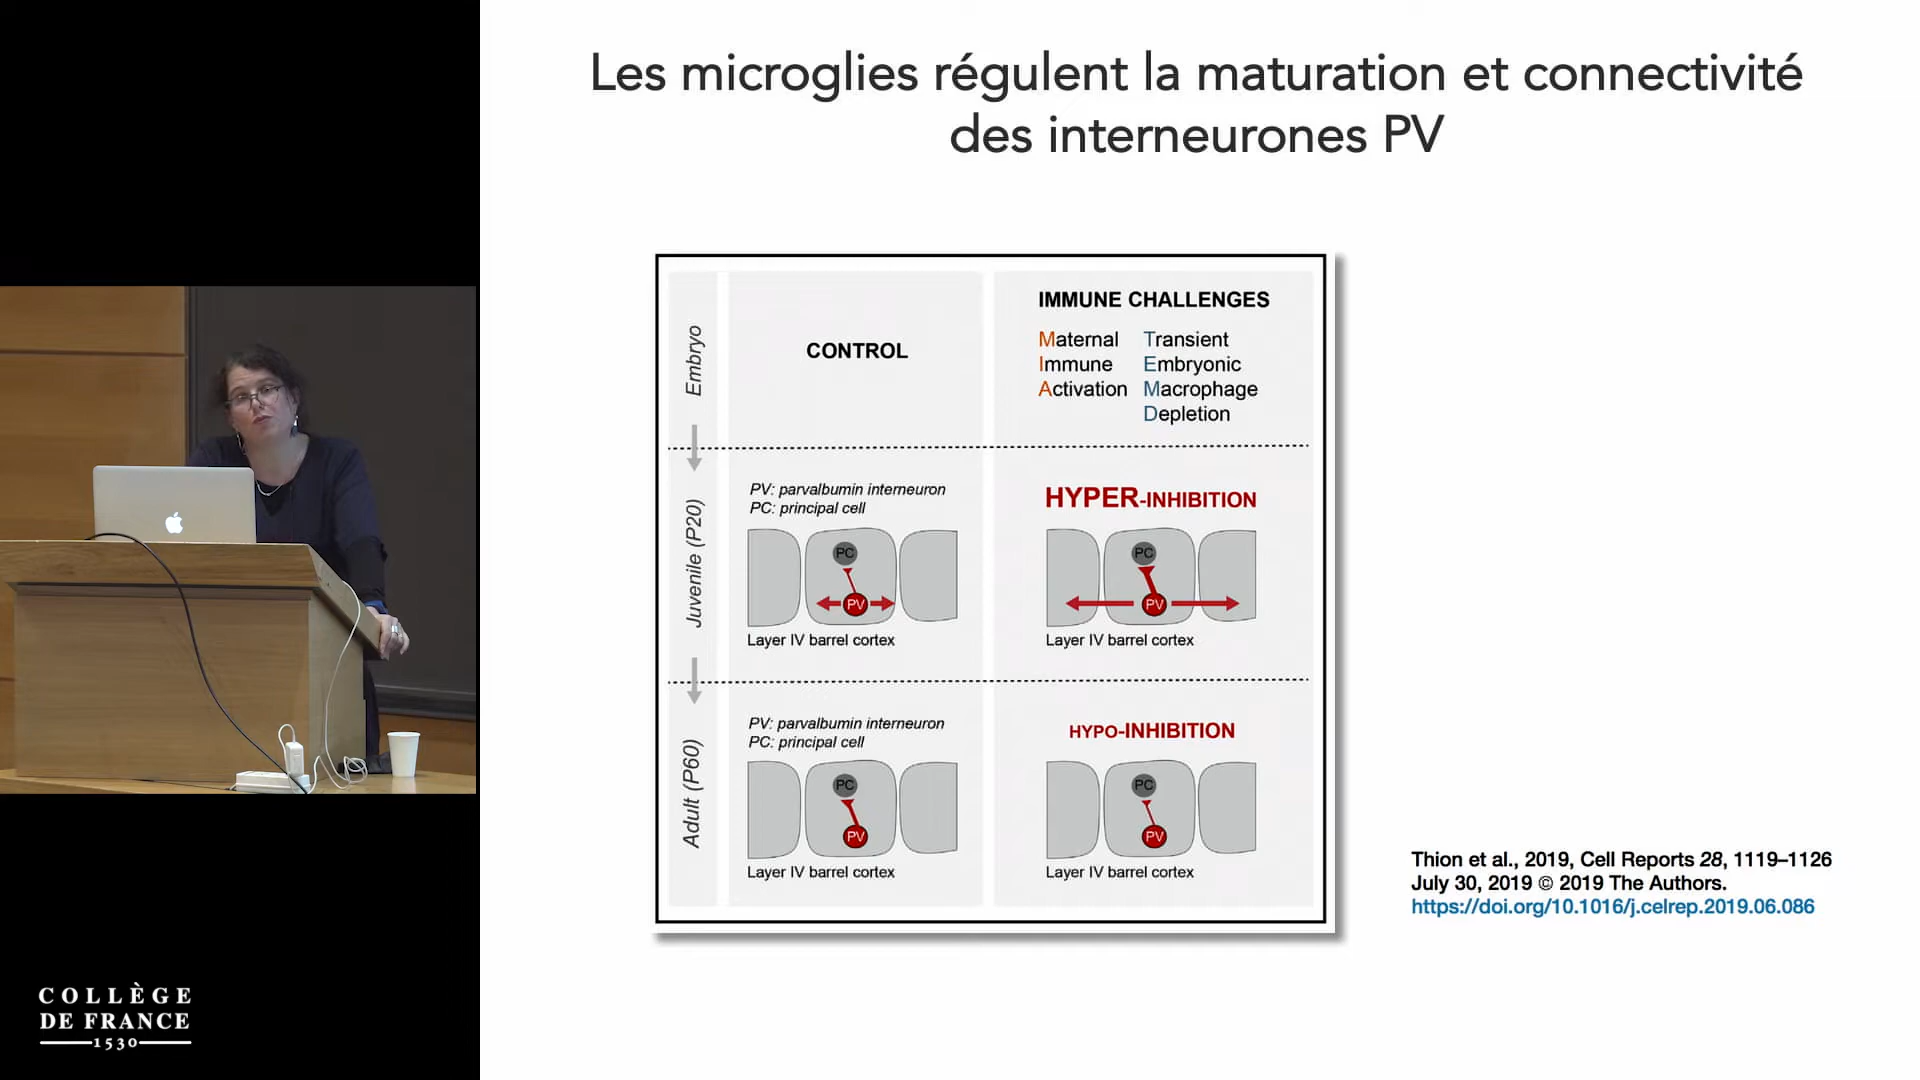 Les microglies régulent la maturation et connectivité
des interneurones PV
Embryo
CONTROL
IMMUNE CHALLENGES
Maternal
Immune
Activation
Transient
Embryonic
Macrophage
Depletion
Juvenile (P20)
PV: parvalbumin interneuron
PC: principal cell
PC
PV
Layer IV barrel cortex
HYPER-INHIBITION
PC
PV
Layer IV barrel cortex
Adult (P60)
PV: parvalbumin interneuron
PC: principal cell
PC
PV
Layer IV barrel cortex
HYPO-INHIBITION
PC
PV
Layer IV barrel cortex
Thion et al., 2019, Cell Reports 28, 1119–1126
July 30, 2019 © 2019 The Authors.
https://doi.org/10.1016/j.celrep.2019.06.086
COLLÈGE
DE FRANCE
1530